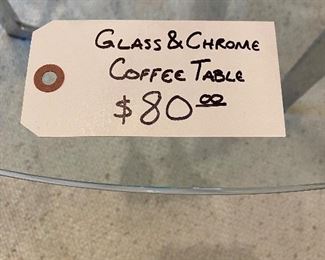 GLASS & CHROME
COFFEE TABLE
$80.00